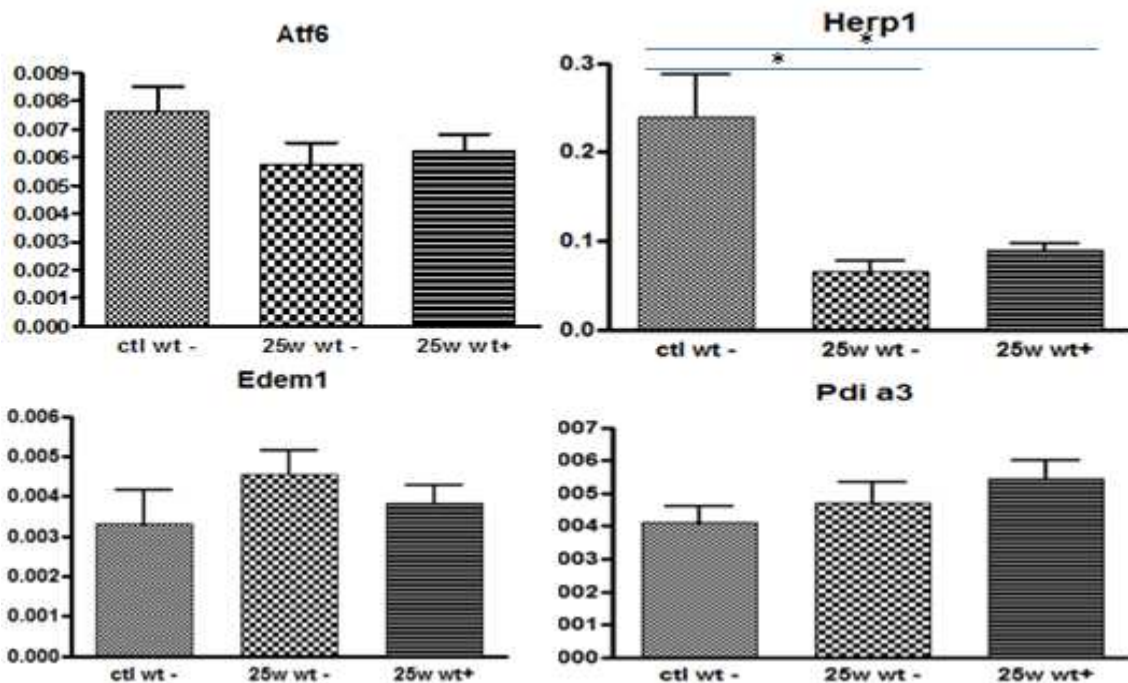 Atf6
0.009
0.008
0.007
0.006
0.005
0.004
0.003
0.002
0.001
0.000
ctl wt -
25w wt -
25w wt+
Herp1
*
*
0.3
0.2
0.1
0.0
ctl wt -
25w wt -
25w wt+
Edem1
0.006
0.005
0.004
0.003
0.002
0.001
0.000
ctl wt -
25w wt -
25w wt+
Pdi a3
007
006
005
004
003
002
001
000
ctl wt -
25w wt -
25w wt+